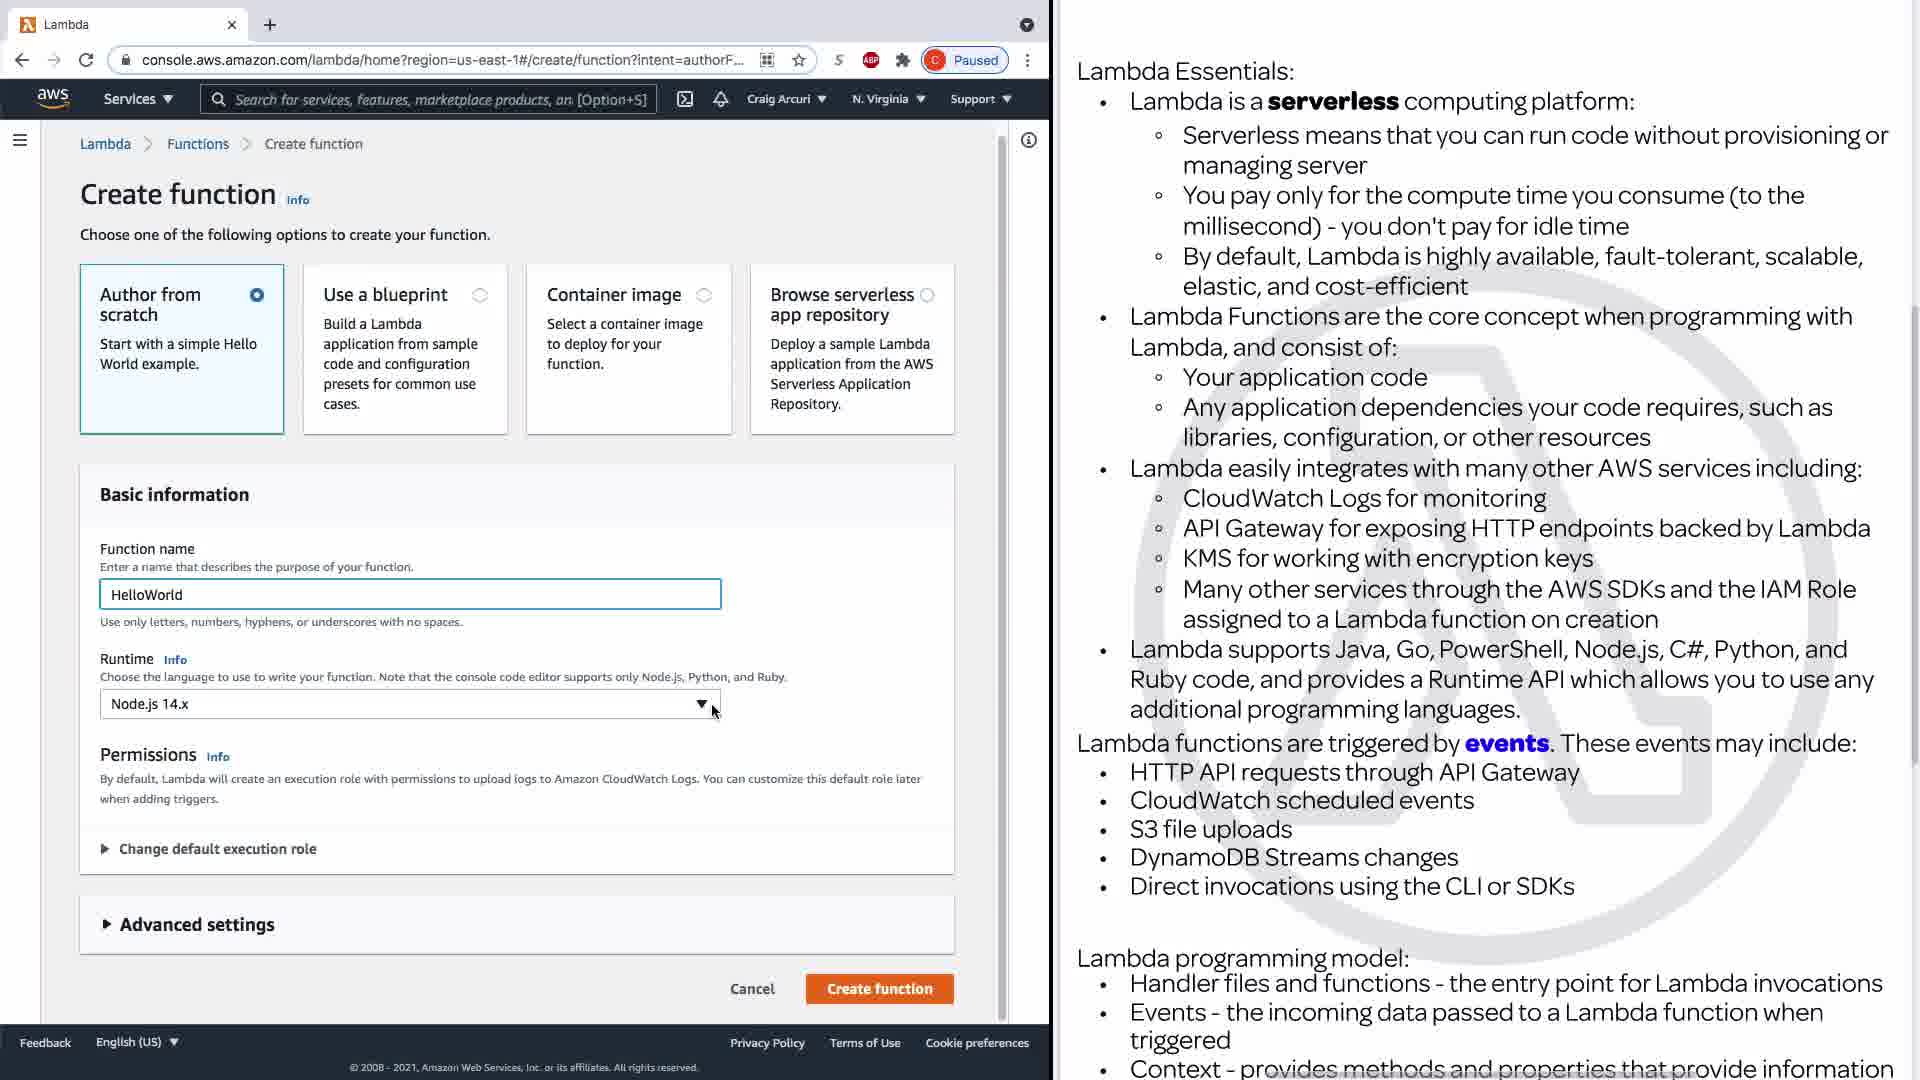 Lambda
console.aws.amazon.com/lambda/home?region=us-east-1#/create/function?intent=authorF...
S
ABP
C Paused
aws
Services ▼
Search for services, features, marketplace products, an [Option+S]
Craig Arcuri ▼
N. Virginia ▼
Support ▼
Lambda > Functions > Create function
Create function Info
Choose one of the following options to create your function.
Author from
scratch
Start with a simple Hello
World example.
Use a blueprint
Build a Lambda
application from sample
code and configuration
presets for common use
cases.
Container image
Select a container image
to deploy for your
function.
Browse serverless
app repository
Deploy a sample Lambda
application from the AWS
Serverless Application
Repository.
Basic information
Function name
Enter a name that describes the purpose of your function.
HelloWorld
Use only letters, numbers, hyphens, or underscores with no spaces.
Runtime Info
Choose the language to use to write your function. Note that the console code editor supports only Node.js, Python, and Ruby.
Node.js 14.x
Permissions Info
By default, Lambda will create an execution role with permissions to upload logs to Amazon CloudWatch Logs. You can customize this default role later
when adding triggers.
Change default execution role
Advanced settings
Cancel
Create function
Feedback
English (US) ▼
Privacy Policy
Terms of Use
Cookie preferences
© 2008 - 2021, Amazon Web Services, Inc. or its affiliates. All rights reserved.
Lambda Essentials:
• Lambda is a serverless computing platform:
◦ Serverless means that you can run code without provisioning or
managing server
◦ You pay only for the compute time you consume (to the
millisecond) - you don't pay for idle time
◦ By default, Lambda is highly available, fault-tolerant, scalable,
elastic, and cost-efficient
• Lambda Functions are the core concept when programming with
Lambda, and consist of:
◦ Your application code
◦ Any application dependencies your code requires, such as
libraries, configuration, or other resources
• Lambda easily integrates with many other AWS services including:
◦ CloudWatch Logs for monitoring
◦ API Gateway for exposing HTTP endpoints backed by Lambda
◦ KMS for working with encryption keys
◦ Many other services through the AWS SDKs and the IAM Role
assigned to a Lambda function on creation
• Lambda supports Java, Go, PowerShell, Node.js, C#, Python, and
Ruby code, and provides a Runtime API which allows you to use any
additional programming languages.
Lambda functions are triggered by events. These events may include:
• HTTP API requests through API Gateway
• CloudWatch scheduled events
• S3 file uploads
• DynamoDB Streams changes
• Direct invocations using the CLI or SDKs
Lambda programming model:
• Handler files and functions - the entry point for Lambda invocations
• Events - the incoming data passed to a Lambda function when
triggered
• Context - provides methods and properties that provide information